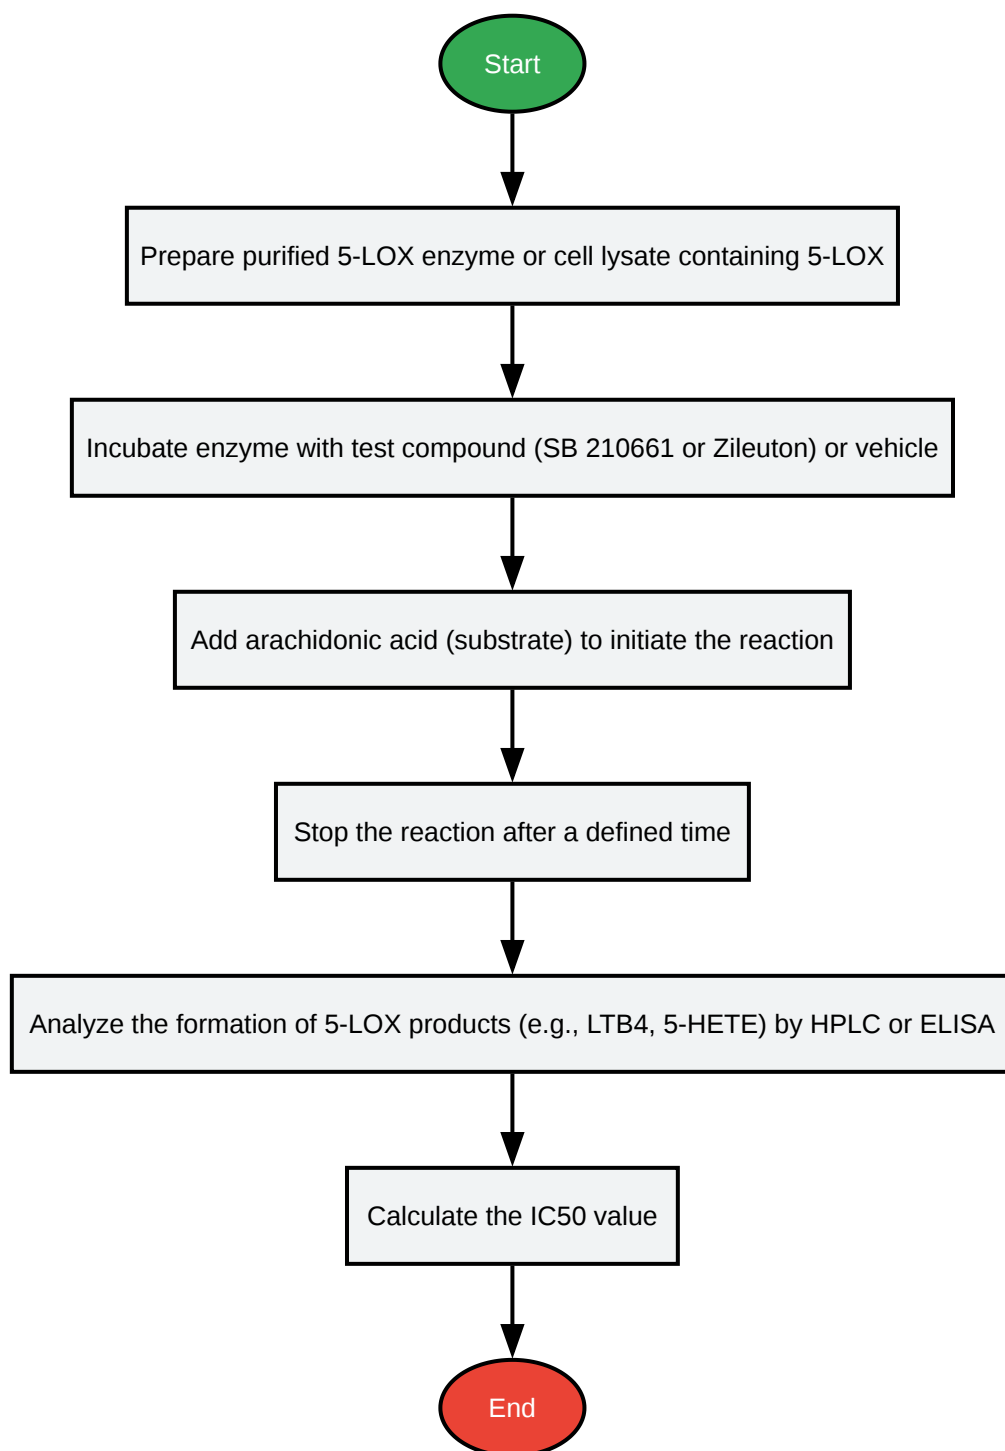 Start
Prepare purified 5-LOX enzyme or cell lysate containing 5-LOX
Incubate enzyme with test compound (SB 210661 or Zileuton) or vehicle
Add arachidonic acid (substrate) to initiate the reaction
Stop the reaction after a defined time
Analyze the formation of 5-LOX products (e.g., LTB4, 5-HETE) by HPLC or ELISA
Calculate the IC50 value
End